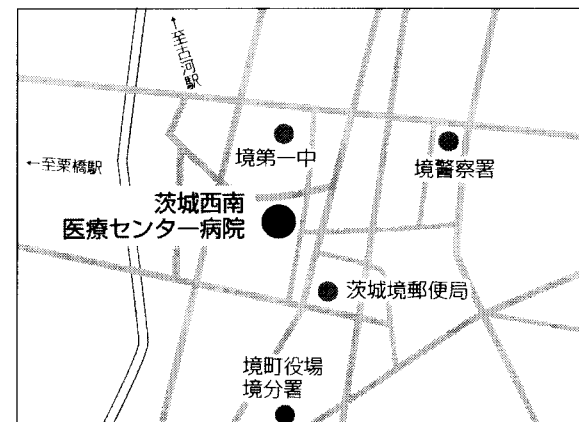 ↑至古河駅
境第一中
境警察署
←至栗橋駅
茨城西南
医療センター病院
茨城境郵便局
境町役場
境分署